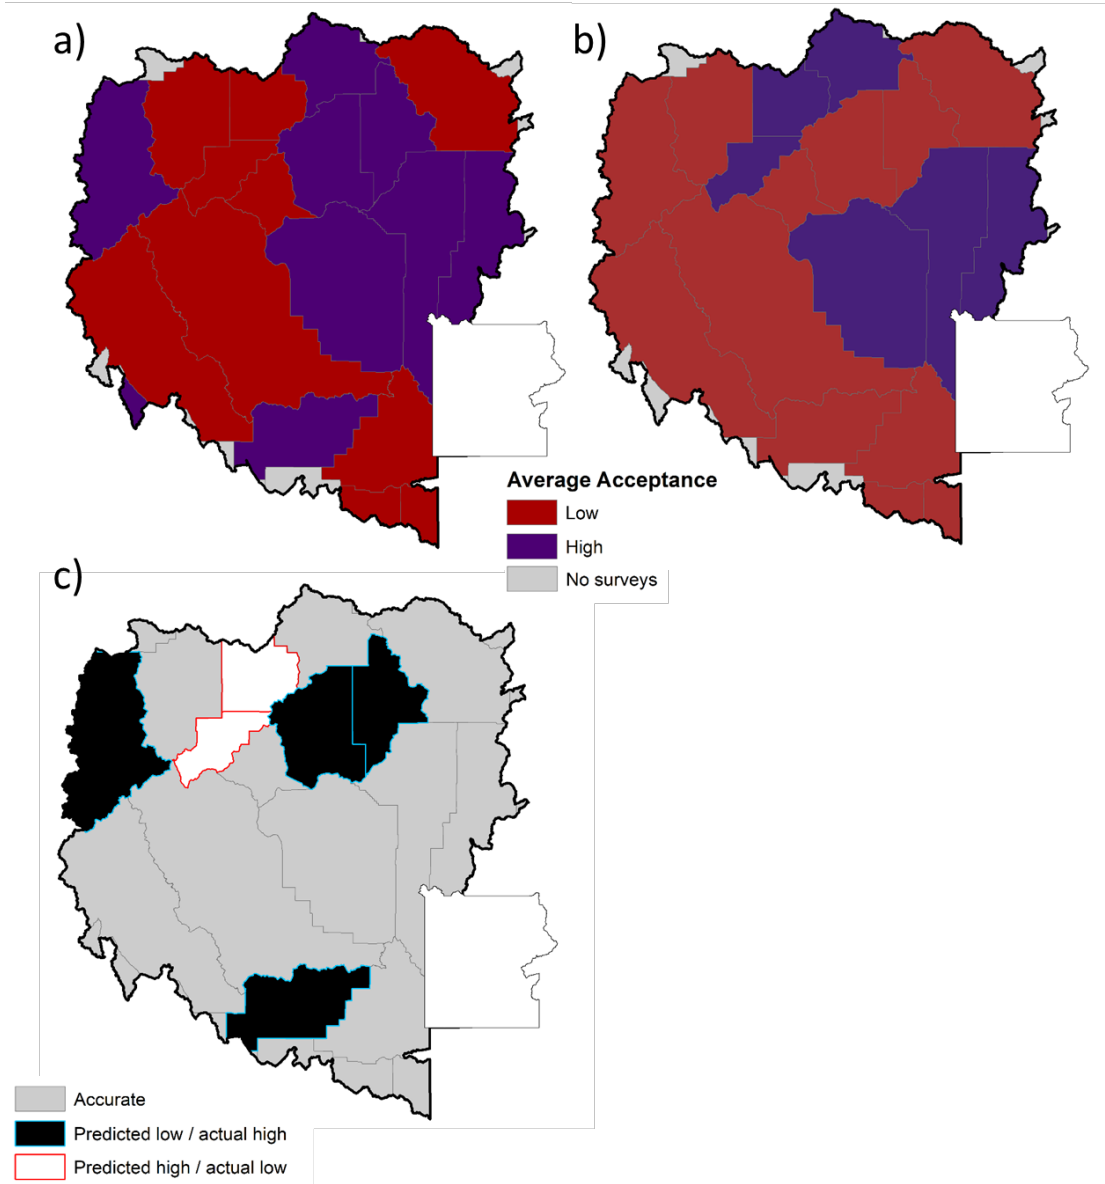 a)
b)
Average Acceptance
Low
High
No surveys
c)
Accurate
Predicted low / actual high
Predicted high / actual low